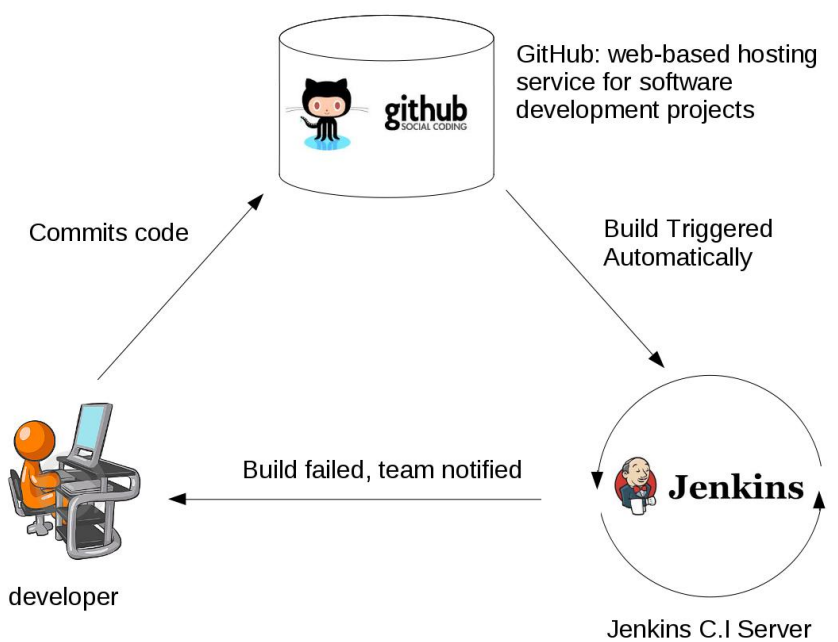 GitHub: web-based hosting
service for software
development projects
github
SOCIAL CODING
Commits code
Build Triggered
Automatically
Build failed, team notified
Jenkins
developer
Jenkins C.I Server